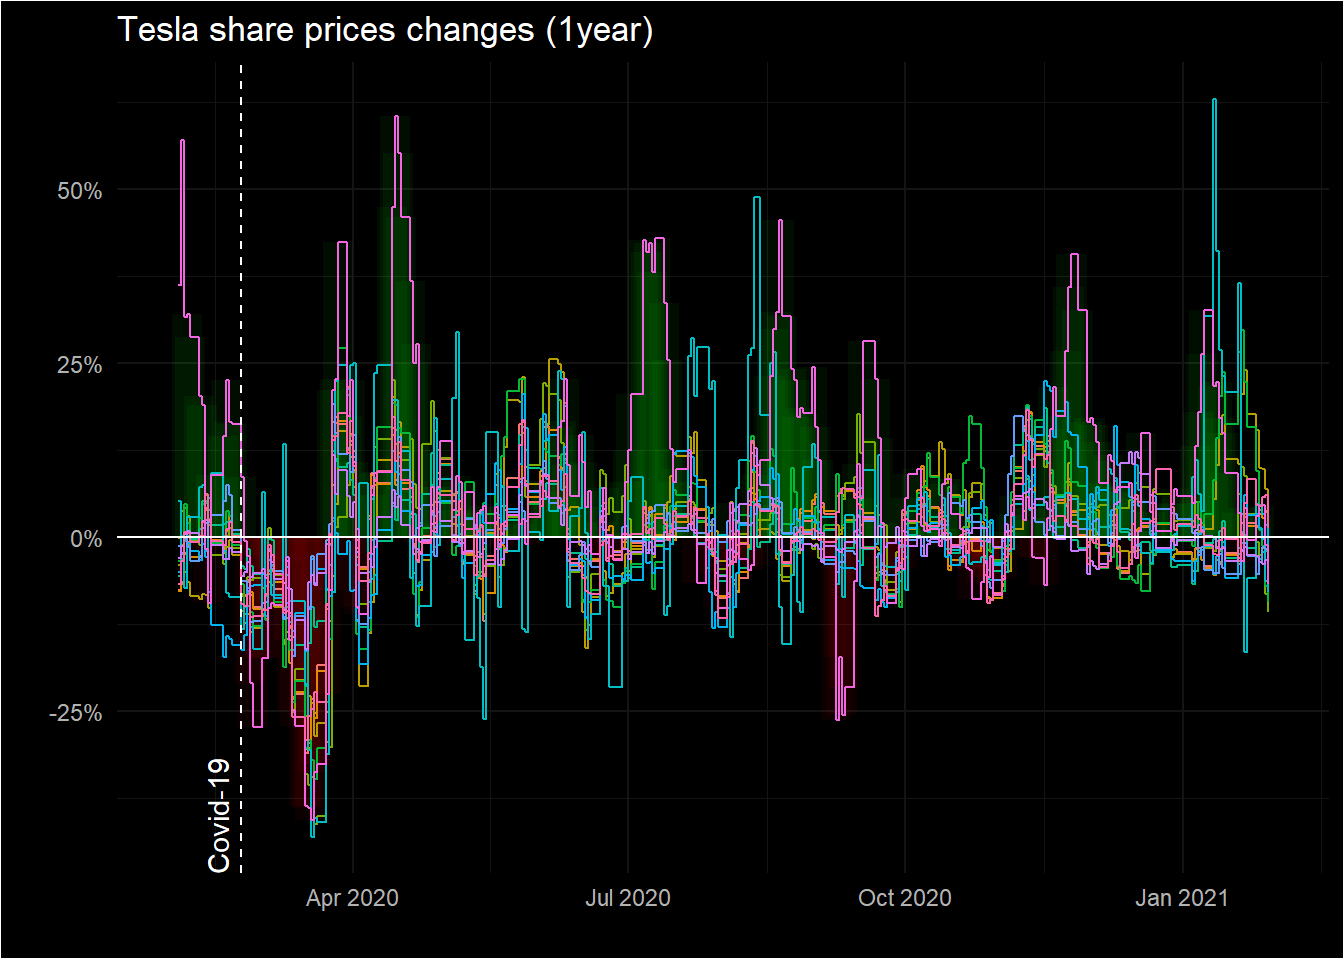 Tesla share prices changes (1year)
50%
25%
0%
-25%
Covid-19
Apr 2020
Jul 2020
Oct 2020
Jan 2021